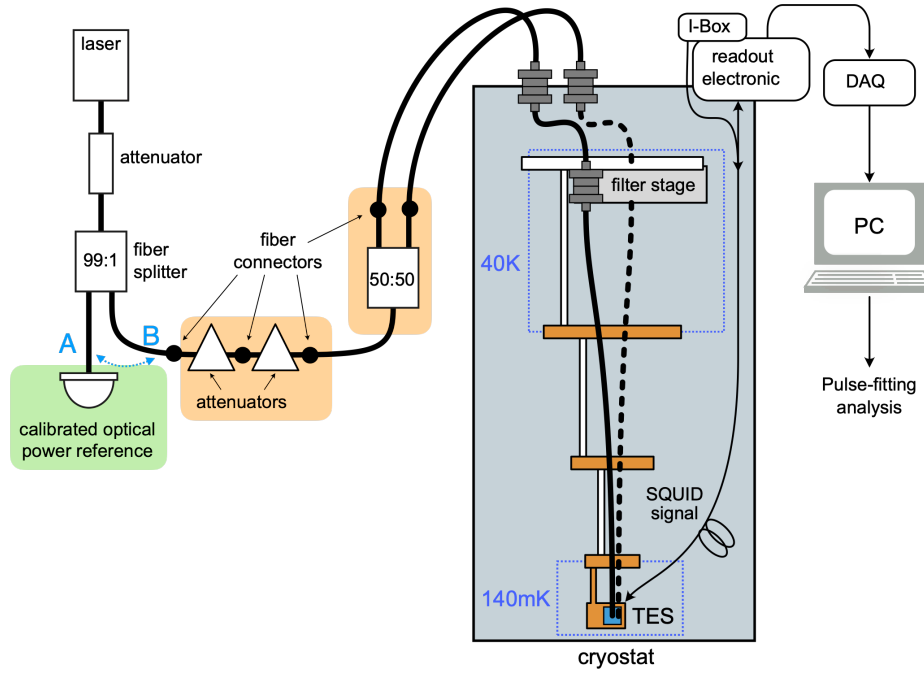 laser
attenuator
99:1
fiber
splitter
A
B
calibrated optical
power reference
attenuators
fiber
connectors
50:50
I-Box
readout
electronic
DAQ
PC
Pulse-fitting
analysis
filter stage
40K
SQUID
signal
140mK
TES
cryostat